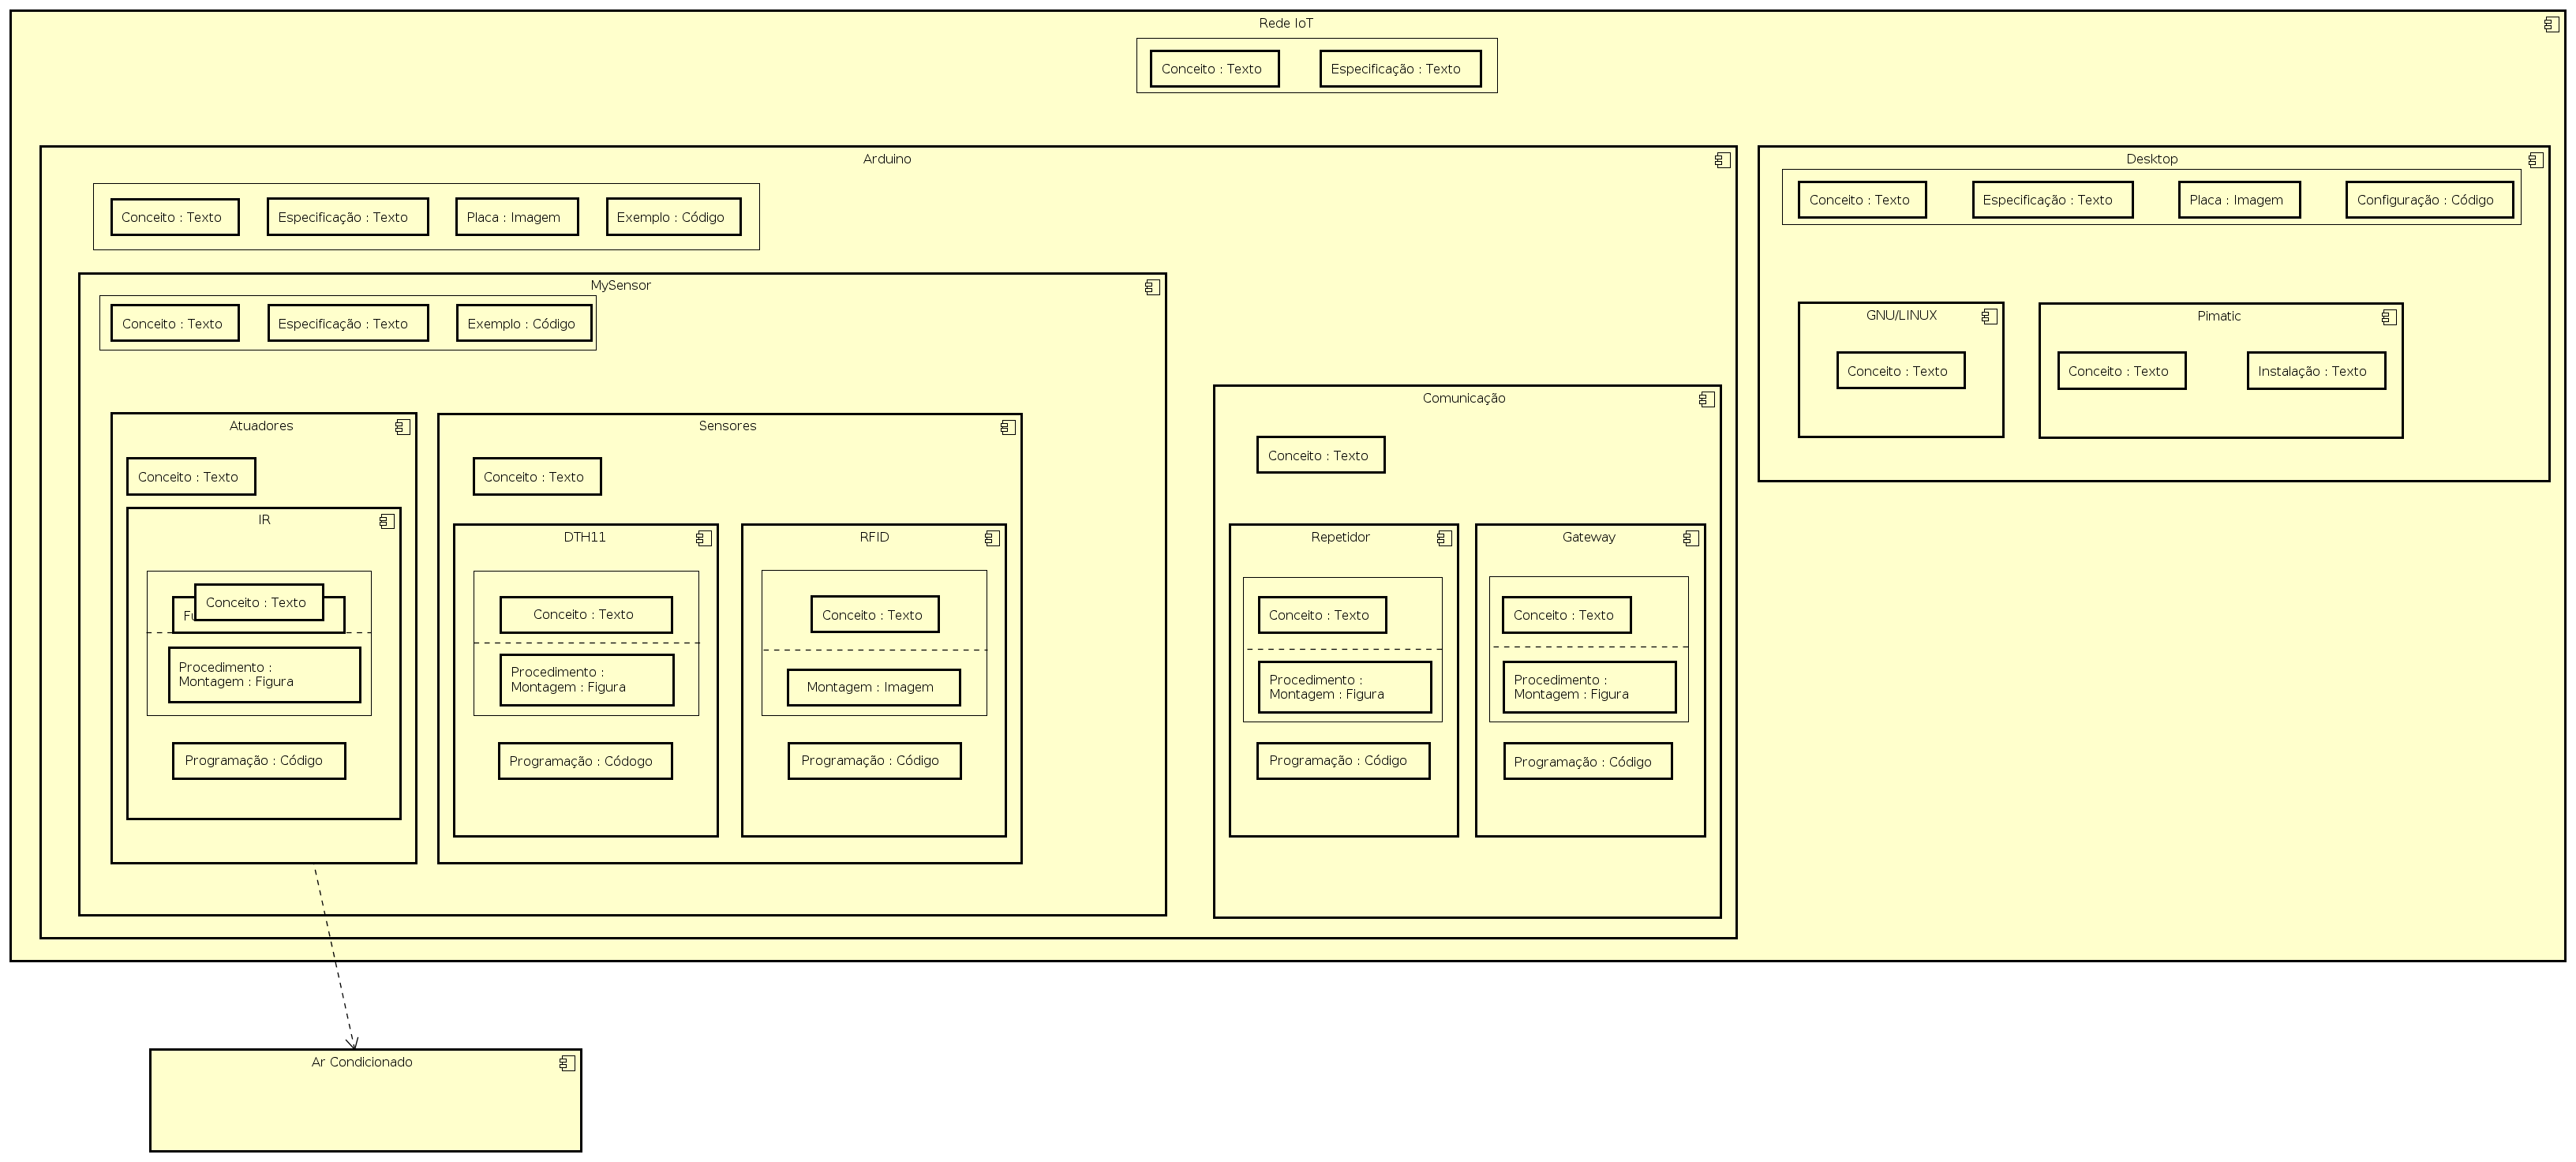 Rede IoT
Conceito : Texto
Especificação : Texto
Arduino
Conceito : Texto
Especificação : Texto
Placa : Imagem
Exemplo : Código
MySensor
Conceito : Texto
Especificação : Texto
Exemplo : Código
Atuadores
Conceito : Texto
IR
Conceito : Texto
Procedimento :
Montagem : Figura
Programação : Código
Sensores
Conceito : Texto
DTH11
Conceito : Texto
Procedimento :
Montagem : Figura
Programação : Códogo
RFID
Conceito : Texto
Montagem : Imagem
Programação : Código
Comunicação
Conceito : Texto
Repetidor
Conceito : Texto
Procedimento :
Montagem : Figura
Programação : Código
Gateway
Conceito : Texto
Procedimento :
Montagem : Figura
Programação : Código
Desktop
Conceito : Texto
Especificação : Texto
Placa : Imagem
Configuração : Código
GNU/LINUX
Conceito : Texto
Pimatic
Conceito : Texto
Instalação : Texto
Ar Condicionado